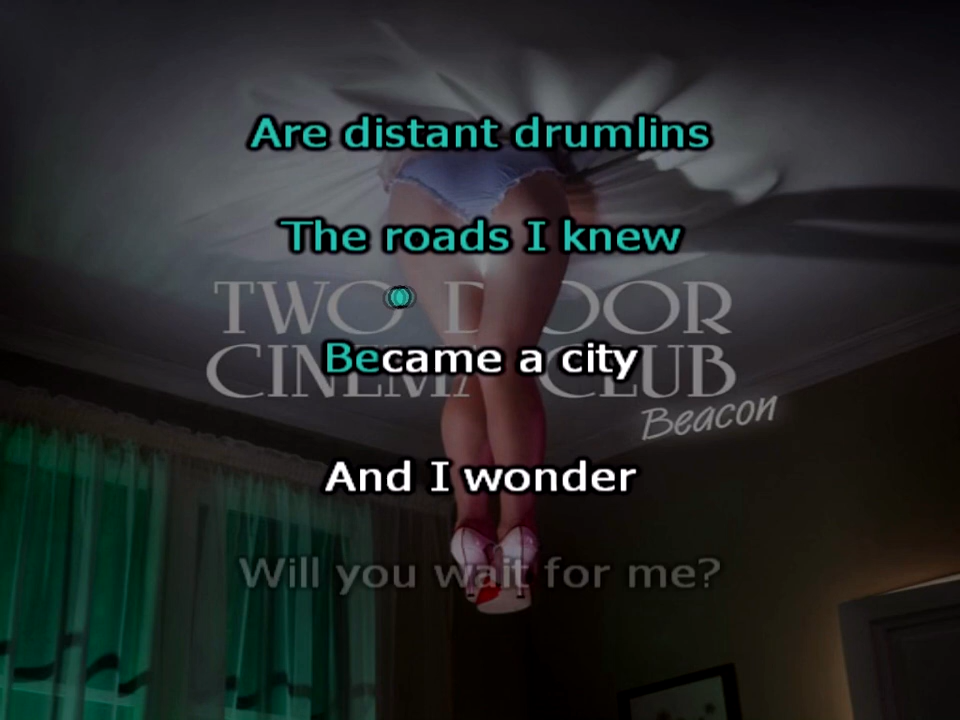 Are distant drumlins
The roads I knew
TWO DOOR
Became a city
CINEMA CLUB
Beacon
And I wonder
Will you wait for me?